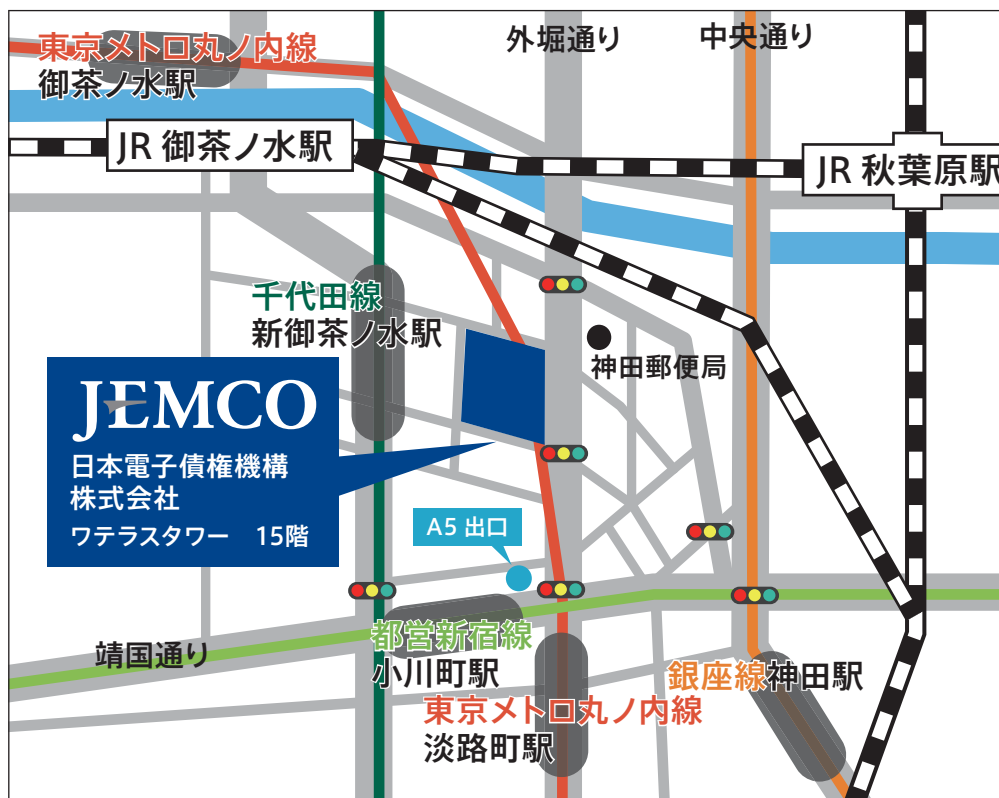 東京メトロ丸ノ内線
御茶ノ水駅
外堀通り
中央通り
JR 御茶ノ水駅
JR 秋葉原駅
千代田線
新御茶ノ水駅
神田郵便局
JEMCO
日本電子債権機構
株式会社
ワテラスタワー 15階
A5 出口
靖国通り
都営新宿線
小川町駅
東京メトロ丸ノ内線
淡路町駅
銀座線神田駅